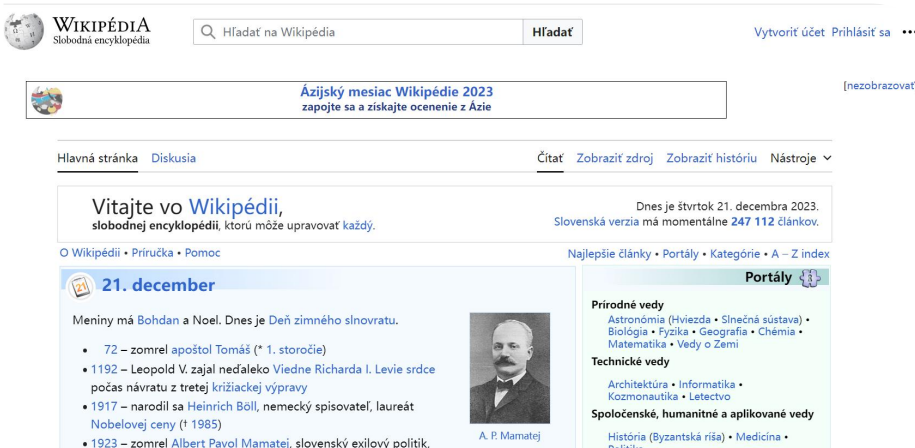 WIKIPÉDIA
Slobodná encyklopédia
Hľadať na Wikipédia
Hľadať
Vytvoriť účet Prihlásiť sa
Ázijský mesiac Wikipédie 2023
zapojte sa a získajte ocenenie z Ázie
[nezobrazovať
Hlavná stránka Diskusia
Čítať Zobraziť zdroj Zobraziť históriu Nástroje
Vitajte vo Wikipédii,
slobodnej encyklopédii, ktorú môže upravovať každý.
Dnes je štvrtok 21. decembra 2023.
Slovenská verzia má momentálne 247 112 článkov.
O Wikipédii • Príručka • Pomoc
Najlepšie články • Portály • Kategórie • A – Z index
21. december
Meniny má Bohdan a Noel. Dnes je Deň zimného slnovratu.
• 72 – zomrel apoštol Tomáš (* 1. storočie)
• 1192 – Leopold V. zajal neďaleko Viedne Richarda I. Levie srdce
počas návratu z tretej križiackej výpravy
• 1917 – narodil sa Heinrich Böll, nemecký spisovateľ, laureát
Nobelovej ceny († 1985)
• 1923 – zomrel Albert Pavol Mamatej, slovenský exilový politik,
A. P. Mamatej
Portály
Prírodné vedy
Astronómia (Hviezda • Slnečná sústava) •
Biológia • Fyzika • Geografia • Chémia •
Matematika • Vedy o Zemi
Technické vedy
Architektúra • Informatika •
Kozmonautika • Letectvo
Spoločenské, humanitné a aplikované vedy
História (Byzantská ríša) • Medicína •